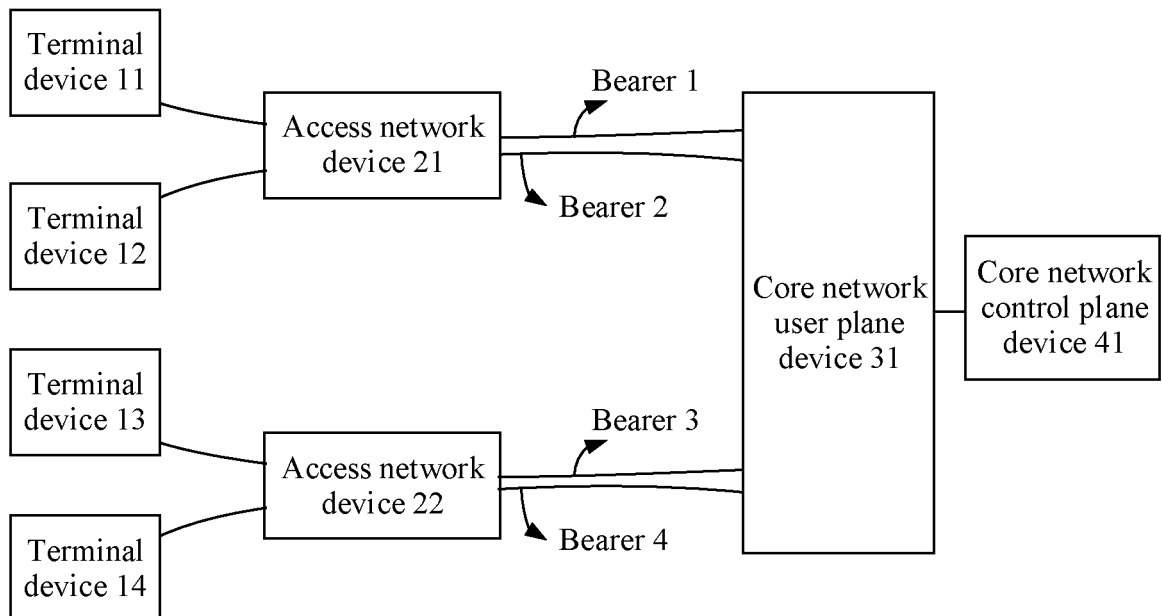 Terminal
device 11
Terminal
device 12
Access network
device 21
Bearer 1
Bearer 2
Core network
user plane
device 31
Core network
control plane
device 41
Terminal
device 13
Terminal
device 14
Access network
device 22
Bearer 3
Bearer 4